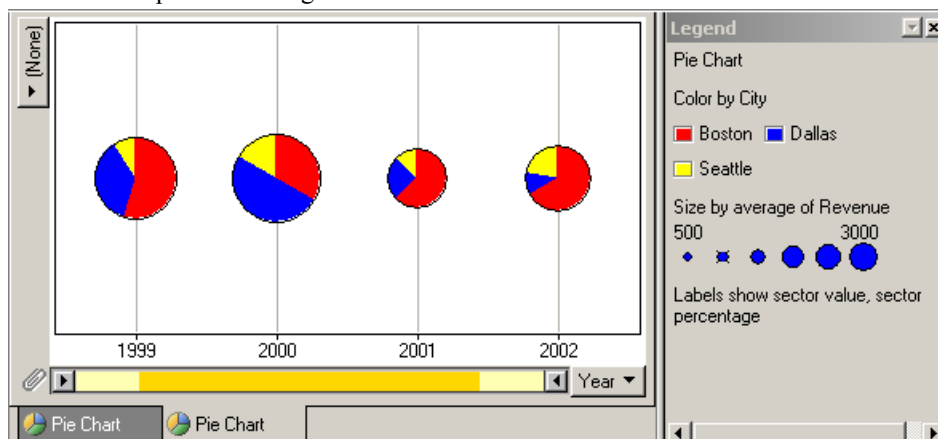 (None)
1999 2000 2001 2002
Year
Pie Chart Pie Chart
Legend
Pie Chart
Color by City
Boston Dallas
Seattle
Size by average of Revenue
500 3000
Labels show sector value, sector
percentage